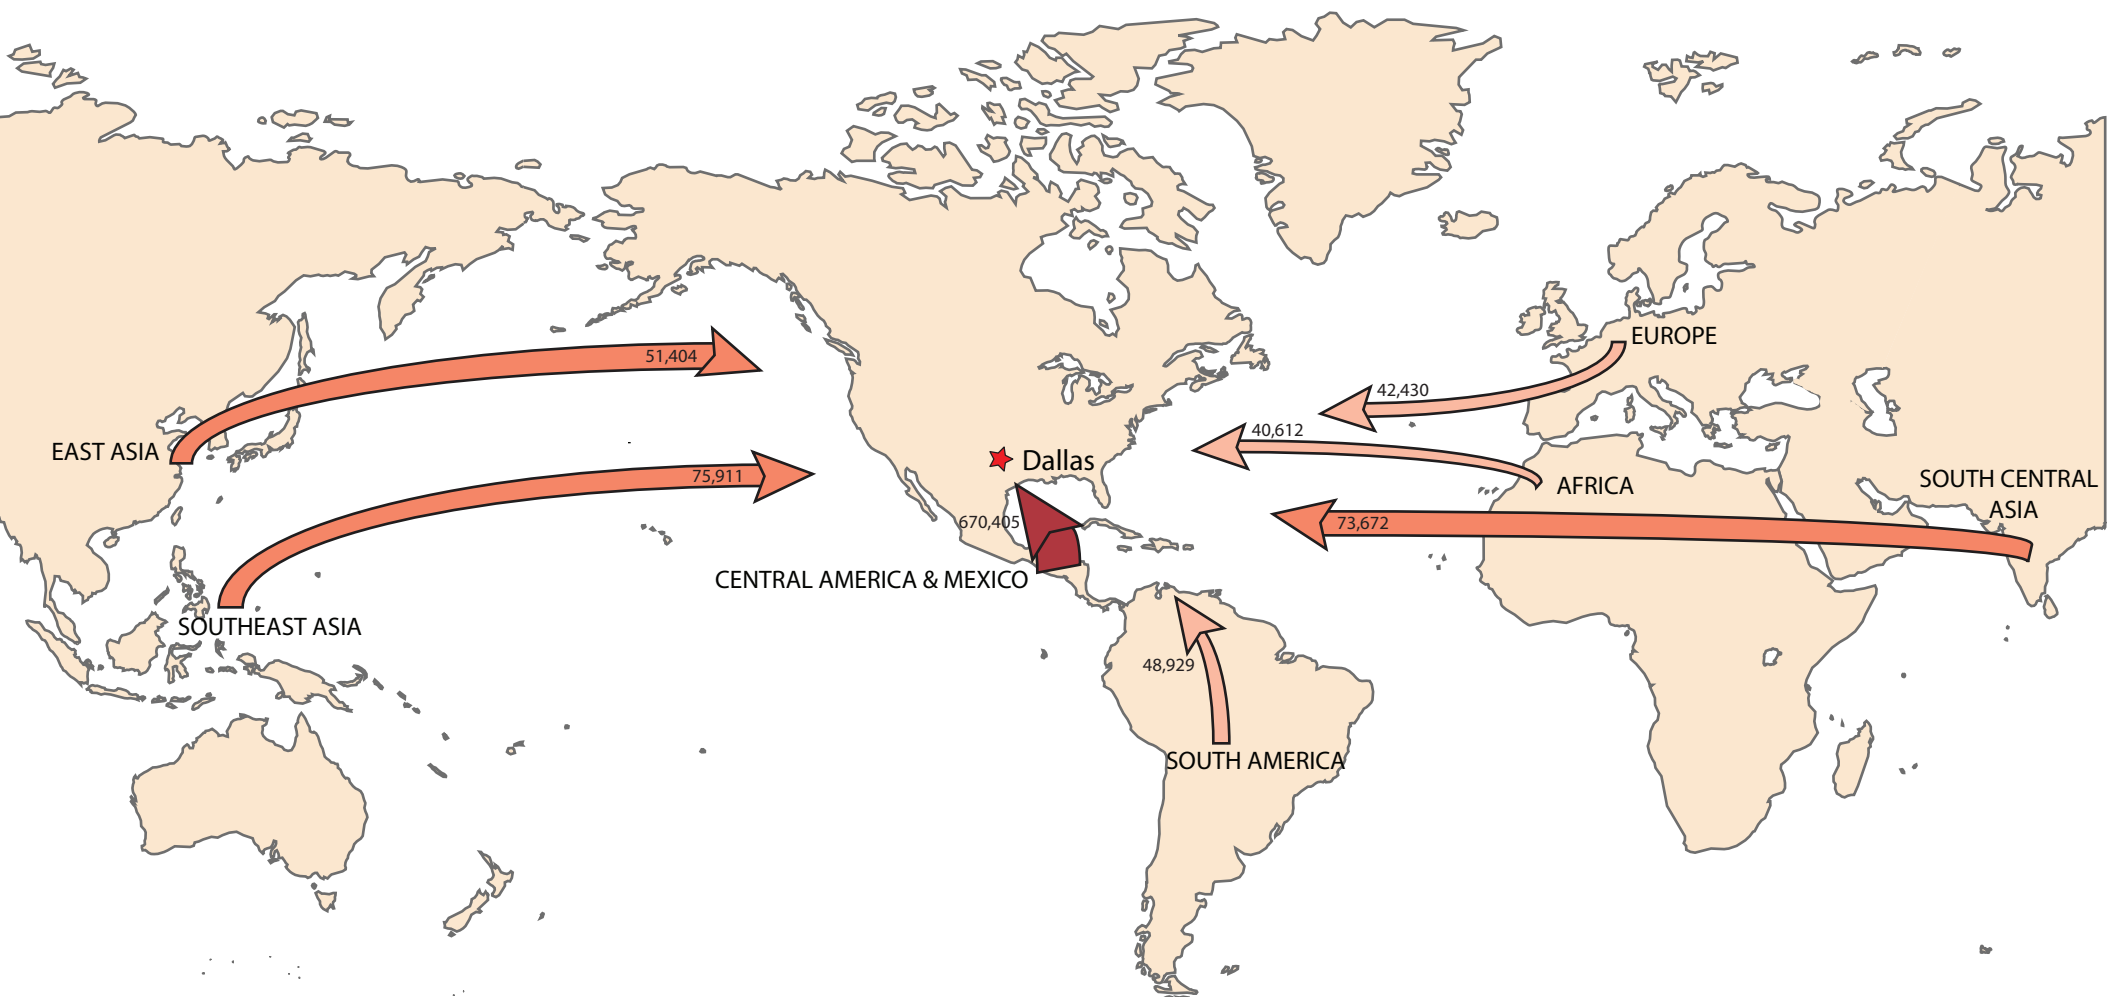 EUROPE
51,404
42,430
40,612
EAST ASIA
Dallas
75,911
AFRICA
SOUTH CENTRAL
ASIA
670,405
73,672
CENTRAL AMERICA & MEXICO
SOUTHEAST ASIA
48,929
SOUTH AMERICA